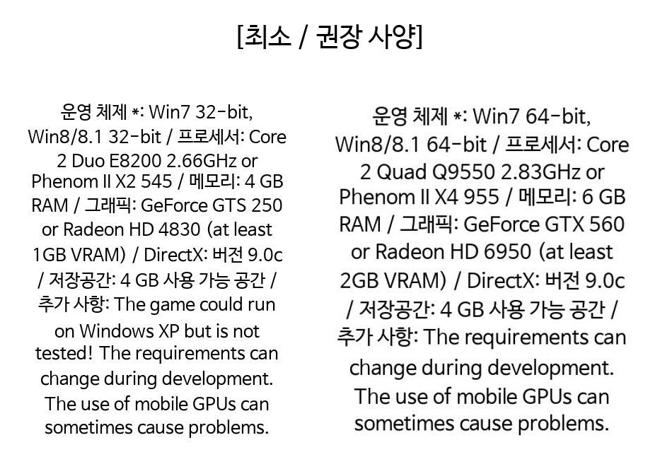 [최소 / 권장 사양]
운영 체제 *: Win7 32-bit,
Win8/8.1 32-bit / 프로세서: Core
2 Duo E8200 2.66GHz or
Phenom II X2 545 / 메모리: 4 GB
RAM / 그래픽: GeForce GTS 250
or Radeon HD 4830 (at least
1GB VRAM) / DirectX: 버전 9.0c
/ 저장공간: 4 GB 사용 가능 공간 /
추가 사항: The game could run
on Windows XP but is not
tested! The requirements can
change during development.
The use of mobile GPUs can
sometimes cause problems.
운영 체제 *: Win7 64-bit,
Win8/8.1 64-bit / 프로세서: Core
2 Quad Q9550 2.83GHz or
Phenom II X4 955 / 메모리: 6 GB
RAM / 그래픽: GeForce GTX 560
or Radeon HD 6950 (at least
2GB VRAM) / DirectX: 버전 9.0c
/ 저장공간: 4 GB 사용 가능 공간 /
추가 사항: The requirements can
change during development.
The use of mobile GPUs can
sometimes cause problems.